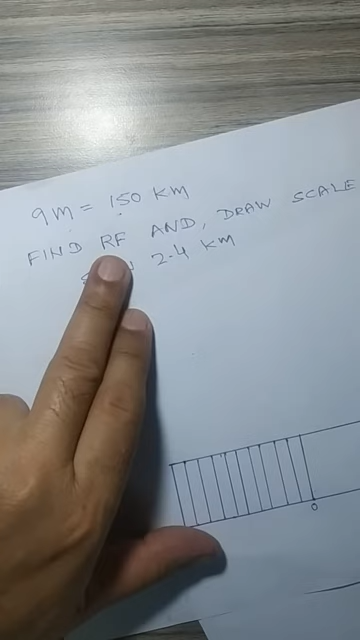 9m = 150 KM
FIND RF AND, DRAW SCALE
2.4 KM
0